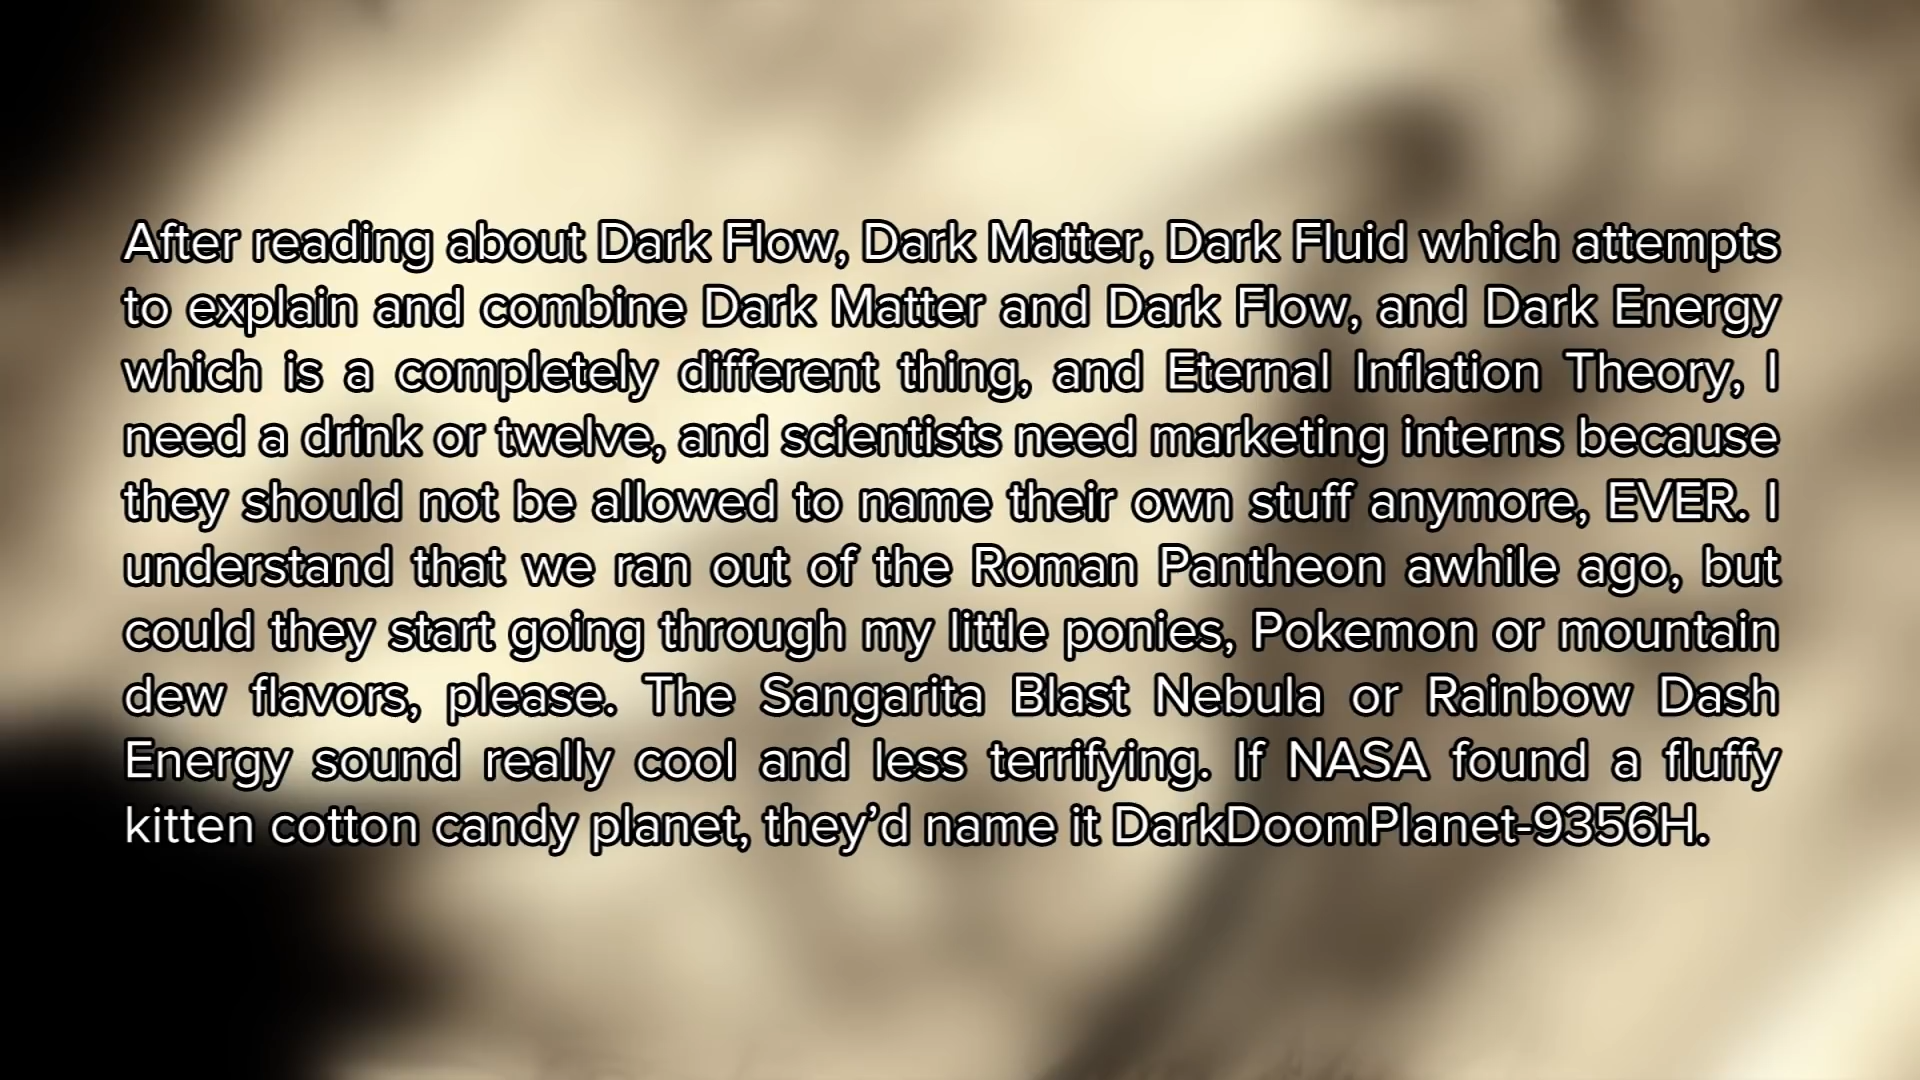 After reading about Dark Flow, Dark Matter, Dark Fluid which attempts
to explain and combine Dark Matter and Dark Flow, and Dark Energy
which is a completely different thing, and Eternal Inflation Theory, I
need a drink or twelve, and scientists need marketing interns because
they should not be allowed to name their own stuff anymore, EVER. I
understand that we ran out of the Roman Pantheon awhile ago, but
could they start going through my little ponies, Pokemon or mountain
dew flavors, please. The Sangarita Blast Nebula or Rainbow Dash
Energy sound really cool and less terrifying. If NASA found a fluffy
kitten cotton candy planet, they’d name it DarkDoomPlanet-9356H.